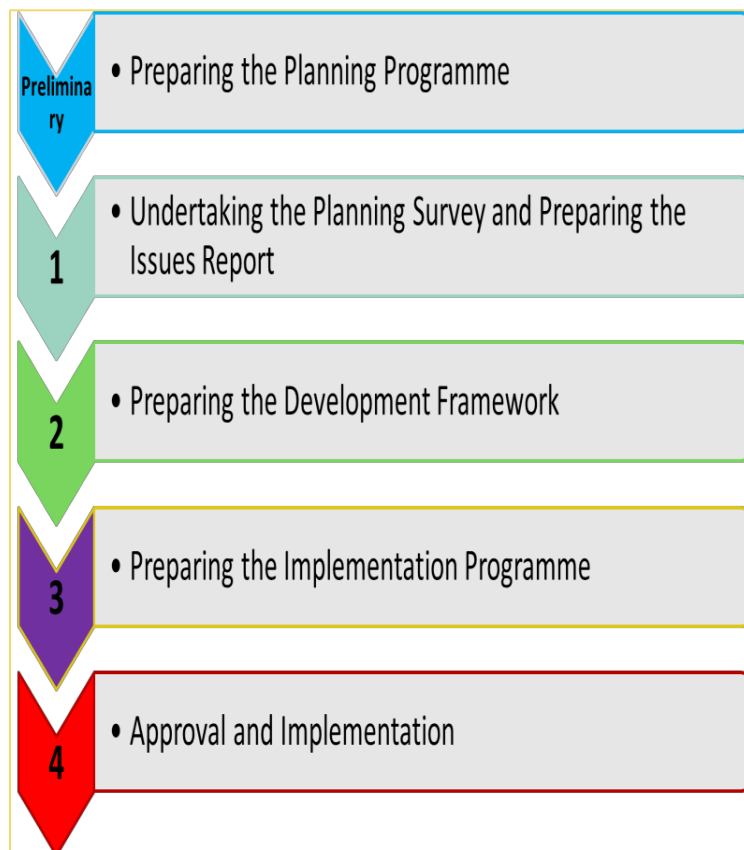 Prelimina
ry
• Preparing the Planning Programme
1
• Undertaking the Planning Survey and Preparing the
Issues Report
2
• Preparing the Development Framework
3
• Preparing the Implementation Programme
4
• Approval and Implementation